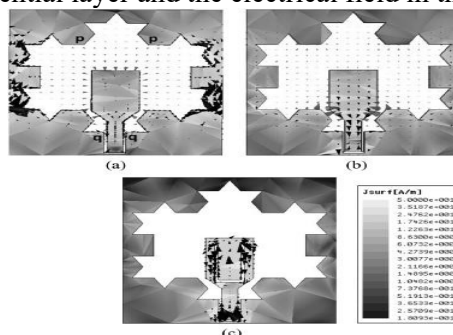 ential layer and the electrical field in th
p p
q q
(a)
(b)
(c)
Jsurf[A/m]
5.0000e+001
3.5187e+001
2.4762e+001
1.7426e+001
1.2263e+001
8.6300e+000
6.0732e+000
4.2739e+000
3.0077e+000
2.1166e+000
1.4895e+000
1.0482e+000
7.3768e-001
5.1913e-001
3.6533e-001
2.5709e-001
1.8093e-001